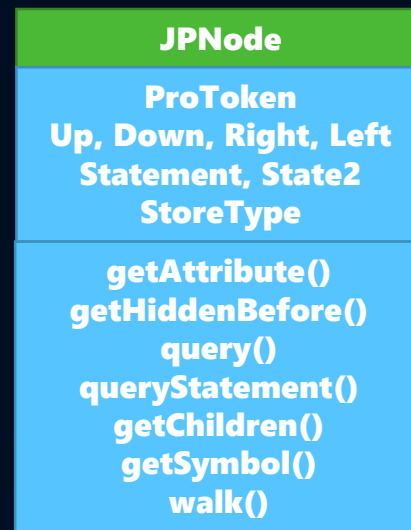 JPNode
ProToken
Up, Down, Right, Left
Statement, State2
StoreType
getAttribute()
getHiddenBefore()
query()
queryStatement()
getChildren()
getSymbol()
walk()